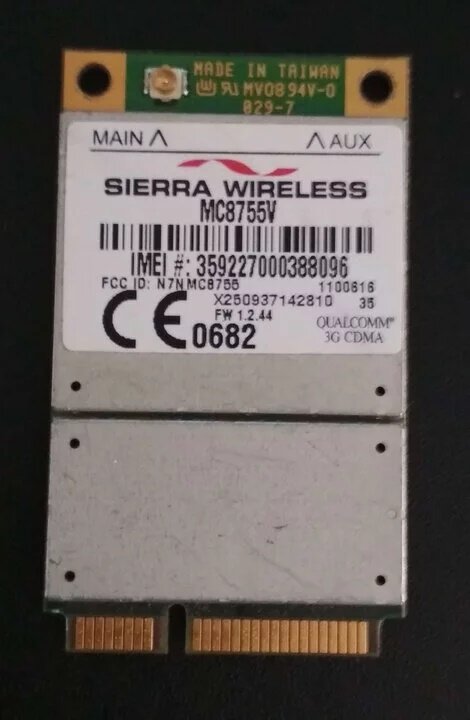 MADE IN TAIWAN
MV0894V-0
029-7
MAIN AUX
SIERRA WIRELESS
MC8755V
IMEI #: 359227000388096
FCC ID: N7NMC8755 1100616
X250937142810 35
FW 1.2.44
CE 0682
QUALCOMM
3G CDMA